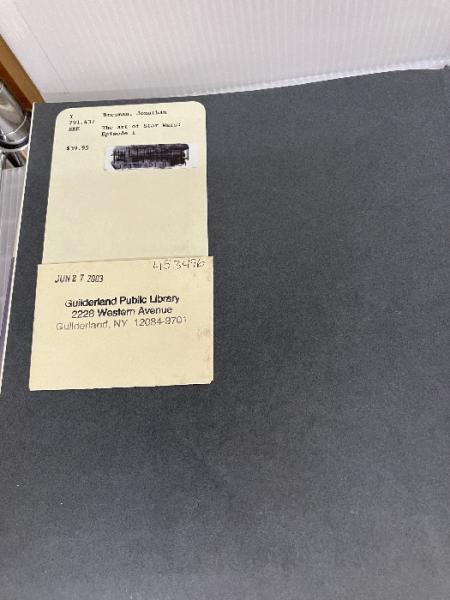 Y Bresman, Jonathan
791.437
BRE The Art of Star Wars:
Episode I
$39.95
453496
JUN 27 2003
Guilderland Public Library
2228 Western Avenue
Guilderland, NY 12084-9701